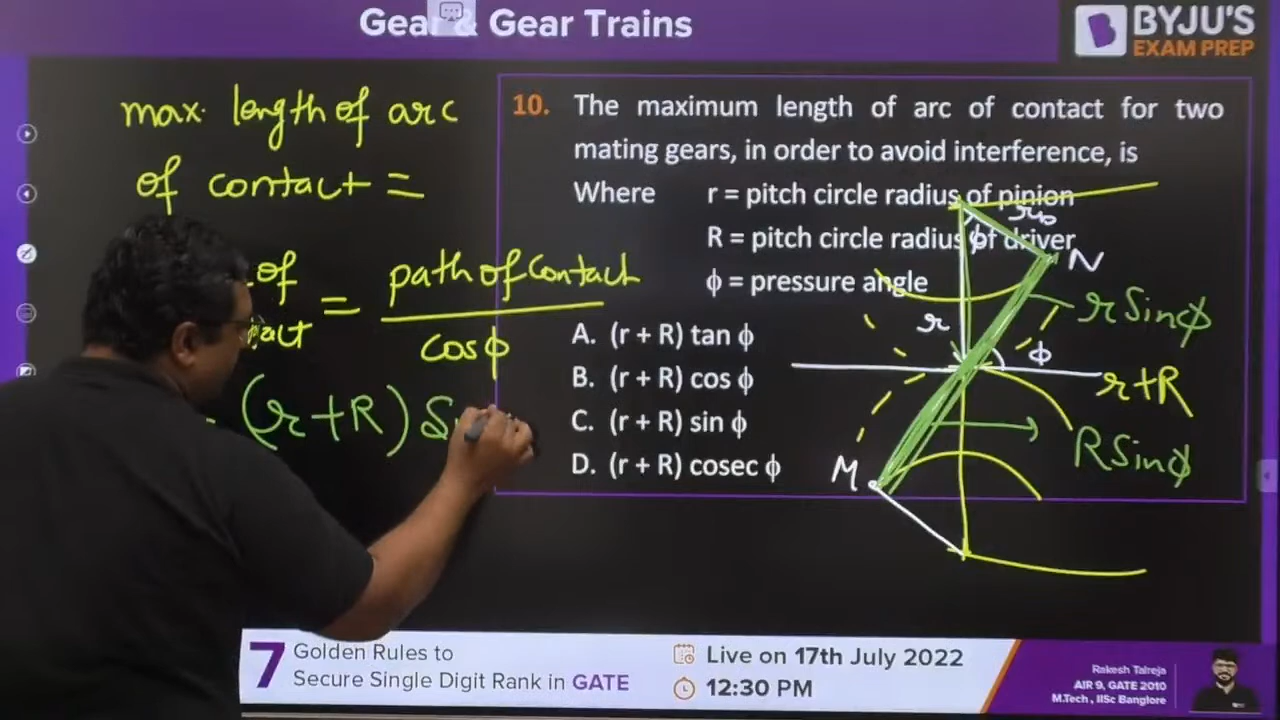 Gear & Gear Trains
BYJU'S
EXAM PREP
max. length of arc
of contact =
of
= path of contact
cosφ
(r+R) S
10. The maximum length of arc of contact for two
mating gears, in order to avoid interference, is
Where r = pitch circle radius of pinion
R = pitch circle radius of driver
ϕ = pressure angle
A. (r + R) tan ϕ
B. (r + R) cos ϕ
C. (r + R) sin ϕ
D. (r + R) cosec ϕ
φ
N
r
r Sinφ
φ
r+R
R Sinφ
M
7 Golden Rules to
Secure Single Digit Rank in GATE
Live on 17th July 2022
12:30 PM
Rakesh Talreja
AIR 9, GATE 2010
M.Tech , IISc Banglore